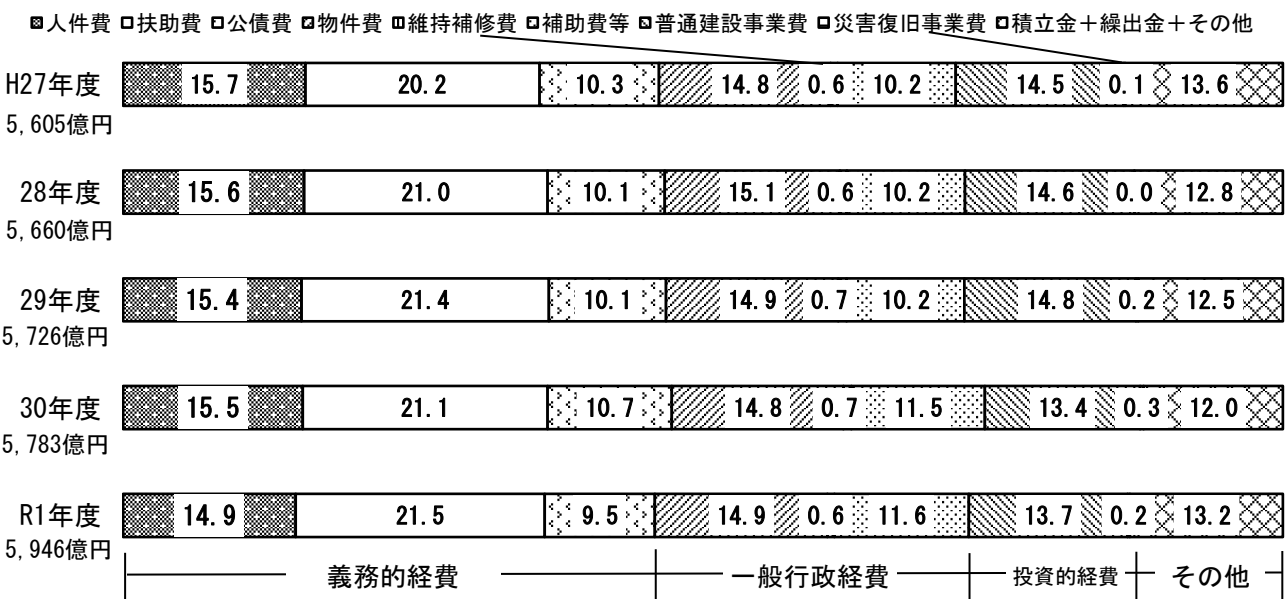 人件費 扶助費 公債費 物件費 維持補修費 補助費等 普通建設事業費 災害復旧事業費 積立金＋繰出金＋その他
H27年度 15.7 20.2 10.3 14.8 0.6 10.2 14.5 0.1 13.6
5,605億円
28年度 15.6 21.0 10.1 15.1 0.6 10.2 14.6 0.0 12.8
5,660億円
29年度 15.4 21.4 10.1 14.9 0.7 10.2 14.8 0.2 12.5
5,726億円
30年度 15.5 21.1 10.7 14.8 0.7 11.5 13.4 0.3 12.0
5,783億円
R1年度 14.9 21.5 9.5 14.9 0.6 11.6 13.7 0.2 13.2
5,946億円
義務的経費 一般行政経費 投資的経費 その他